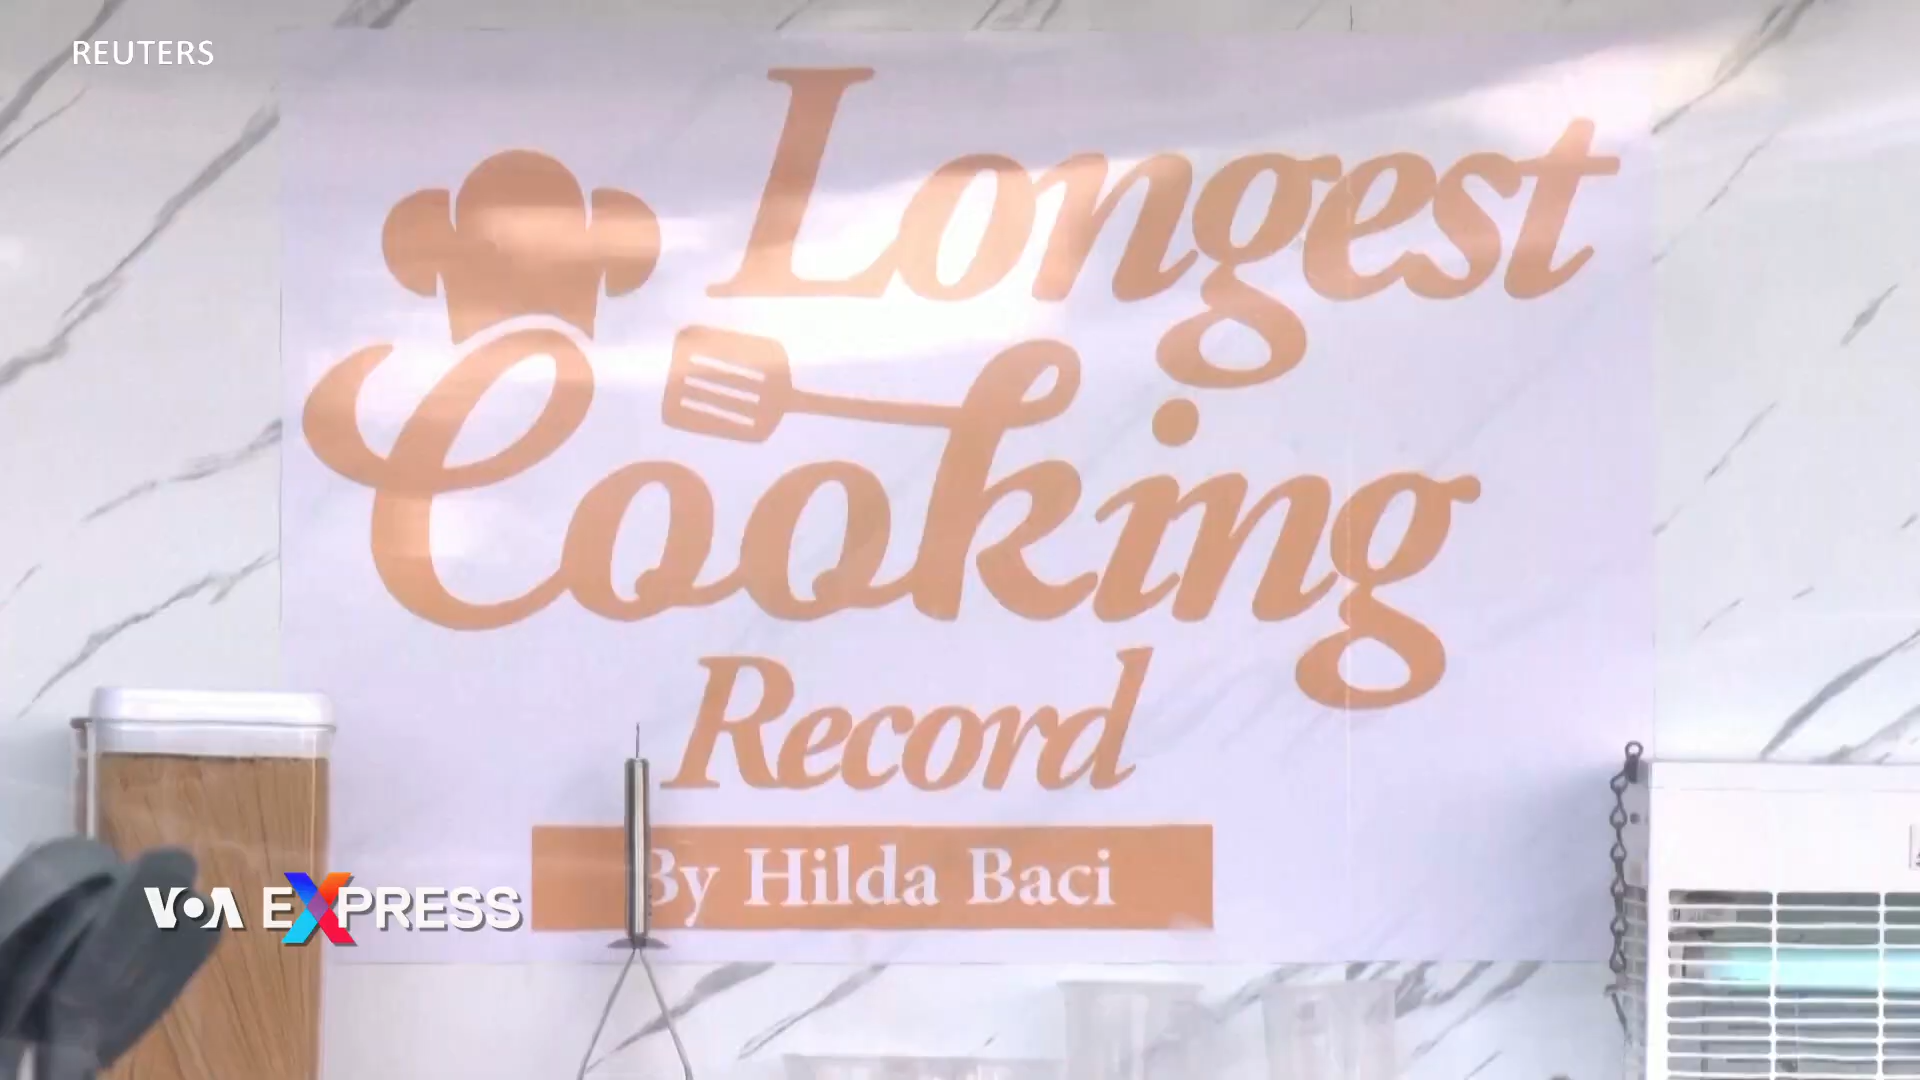 REUTERS
Longest
Cooking
Record
By Hilda Baci
VOA EXPRESS